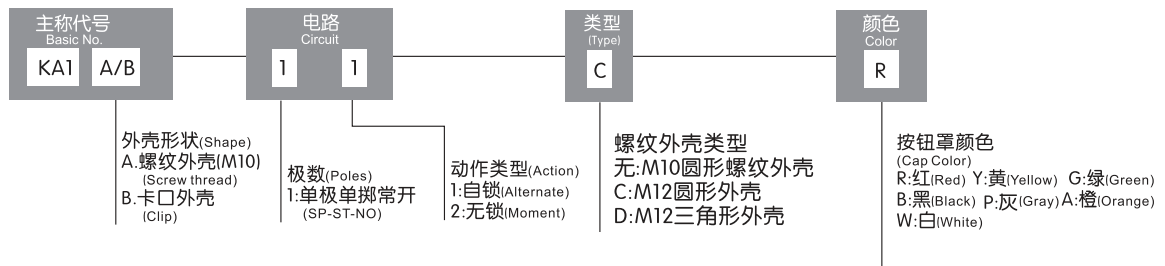 主称代号
Basic No.
KA1 A/B
电路
Circuit
1 1
类型
(Type)
C
颜色
Color
R
外壳形状(Shape)
A.螺纹外壳(M10)
(Screw thread)
B.卡口外壳
(Clip)
极数(Poles)
1:单极单掷常开
(SP-ST-NO)
动作类型(Action)
1:自锁(Alternate)
2:无锁(Moment)
螺纹外壳类型
无:M10圆形螺纹外壳
C:M12圆形外壳
D:M12三角形外壳
按钮罩颜色
(Cap Color)
R:红(Red) Y:黄(Yellow) G:绿(Green)
B:黑(Black) P:灰(Gray) A:橙(Orange)
W:白(White)